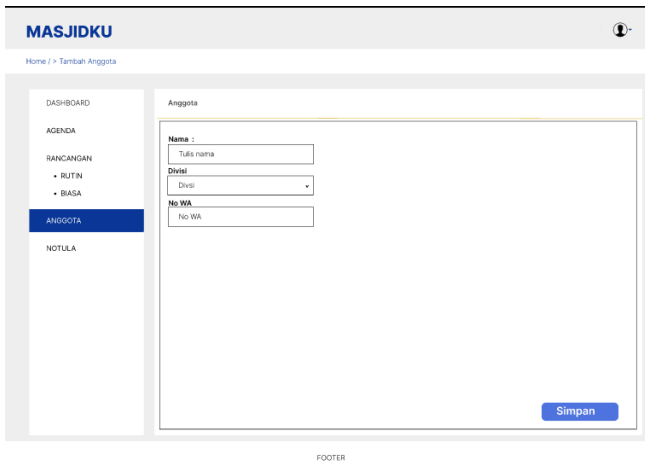 MASJIDKU
Home / > Tambah Anggota
DASHBOARD
AGENDA
RANCANGAN
• RUTIN
• BIASA
ANGGOTA
NOTULA
Anggota
Nama :
Tulis nama
Divisi
Divsi
No WA
No WA
Simpan
FOOTER